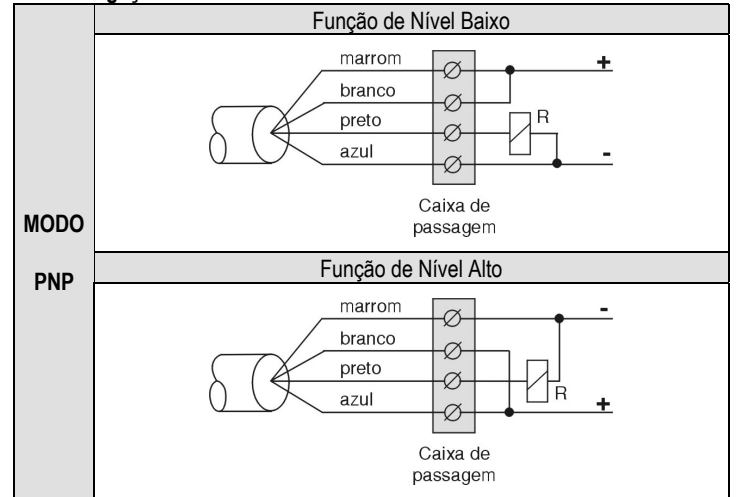 Função de Nível Baixo
marrom
+
branco
preto
R
azul
-
Caixa de
passagem
MODO
PNP
Função de Nível Alto
marrom
-
branco
preto
R
azul
+
Caixa de
passagem